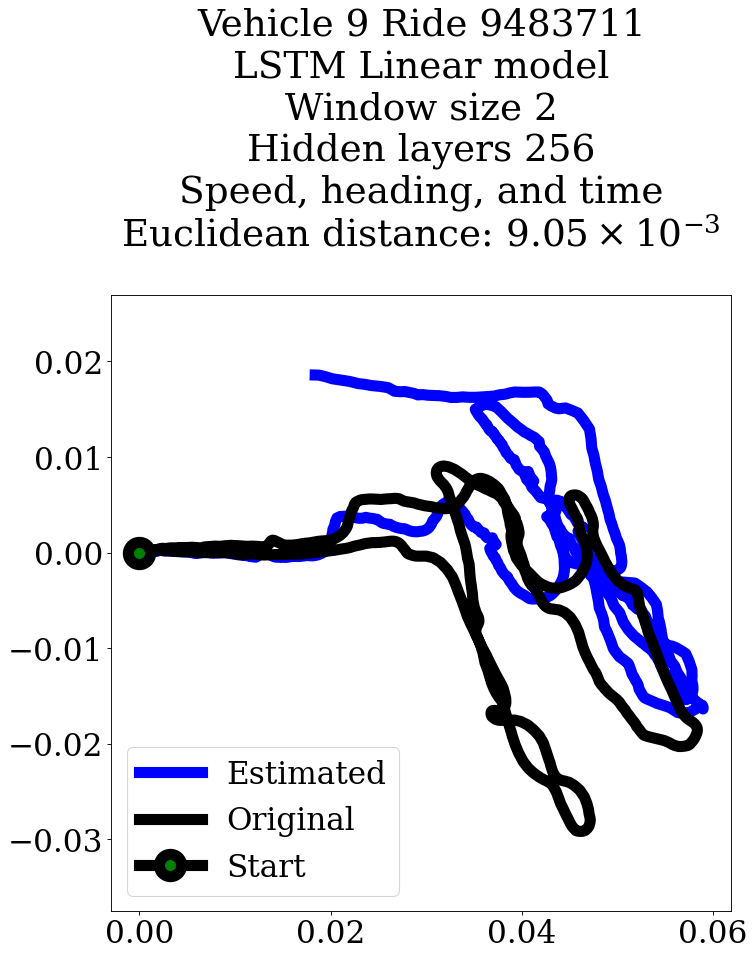 Vehicle 9 Ride 9483711
LSTM Linear model
Window size 2
Hidden layers 256
Speed, heading, and time
Euclidean distance: 9.05 × 10⁻³
0.02
0.01
0.00
−0.01
−0.02
−0.03
Estimated
Original
Start
0.00 0.02 0.04 0.06